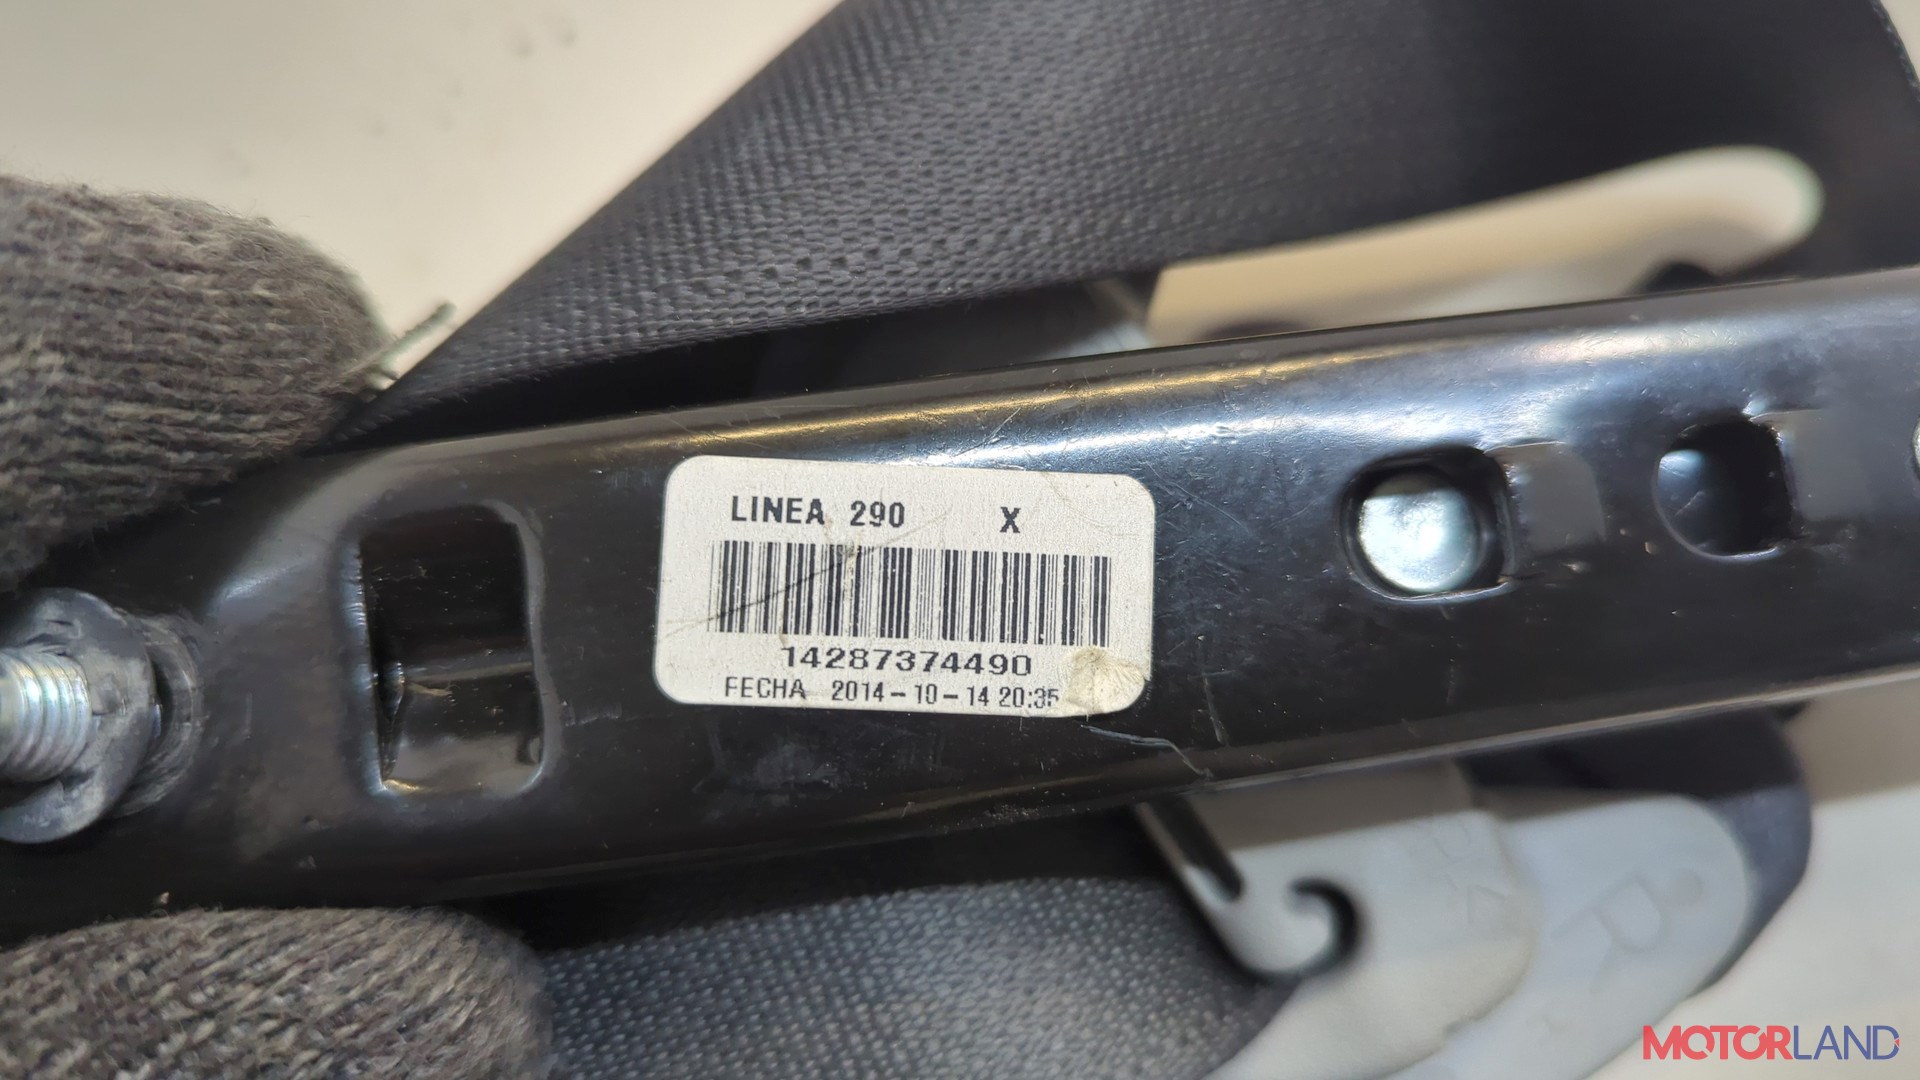 LINEA 290 X
14287374490
FECHA 2014-10-14 20:35
MOTORLAND